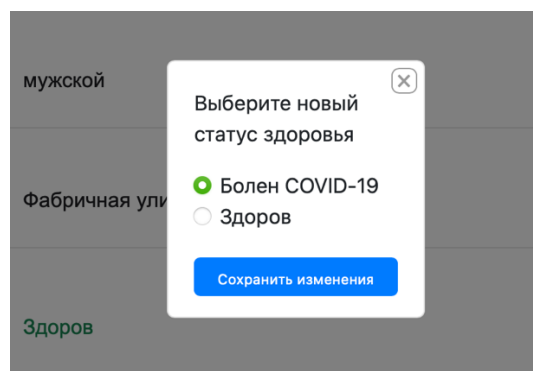 мужской
Выберите новый
статус здоровья
Болен COVID-19
Фабричная ули
Здоров
Сохранить изменения
Здоров